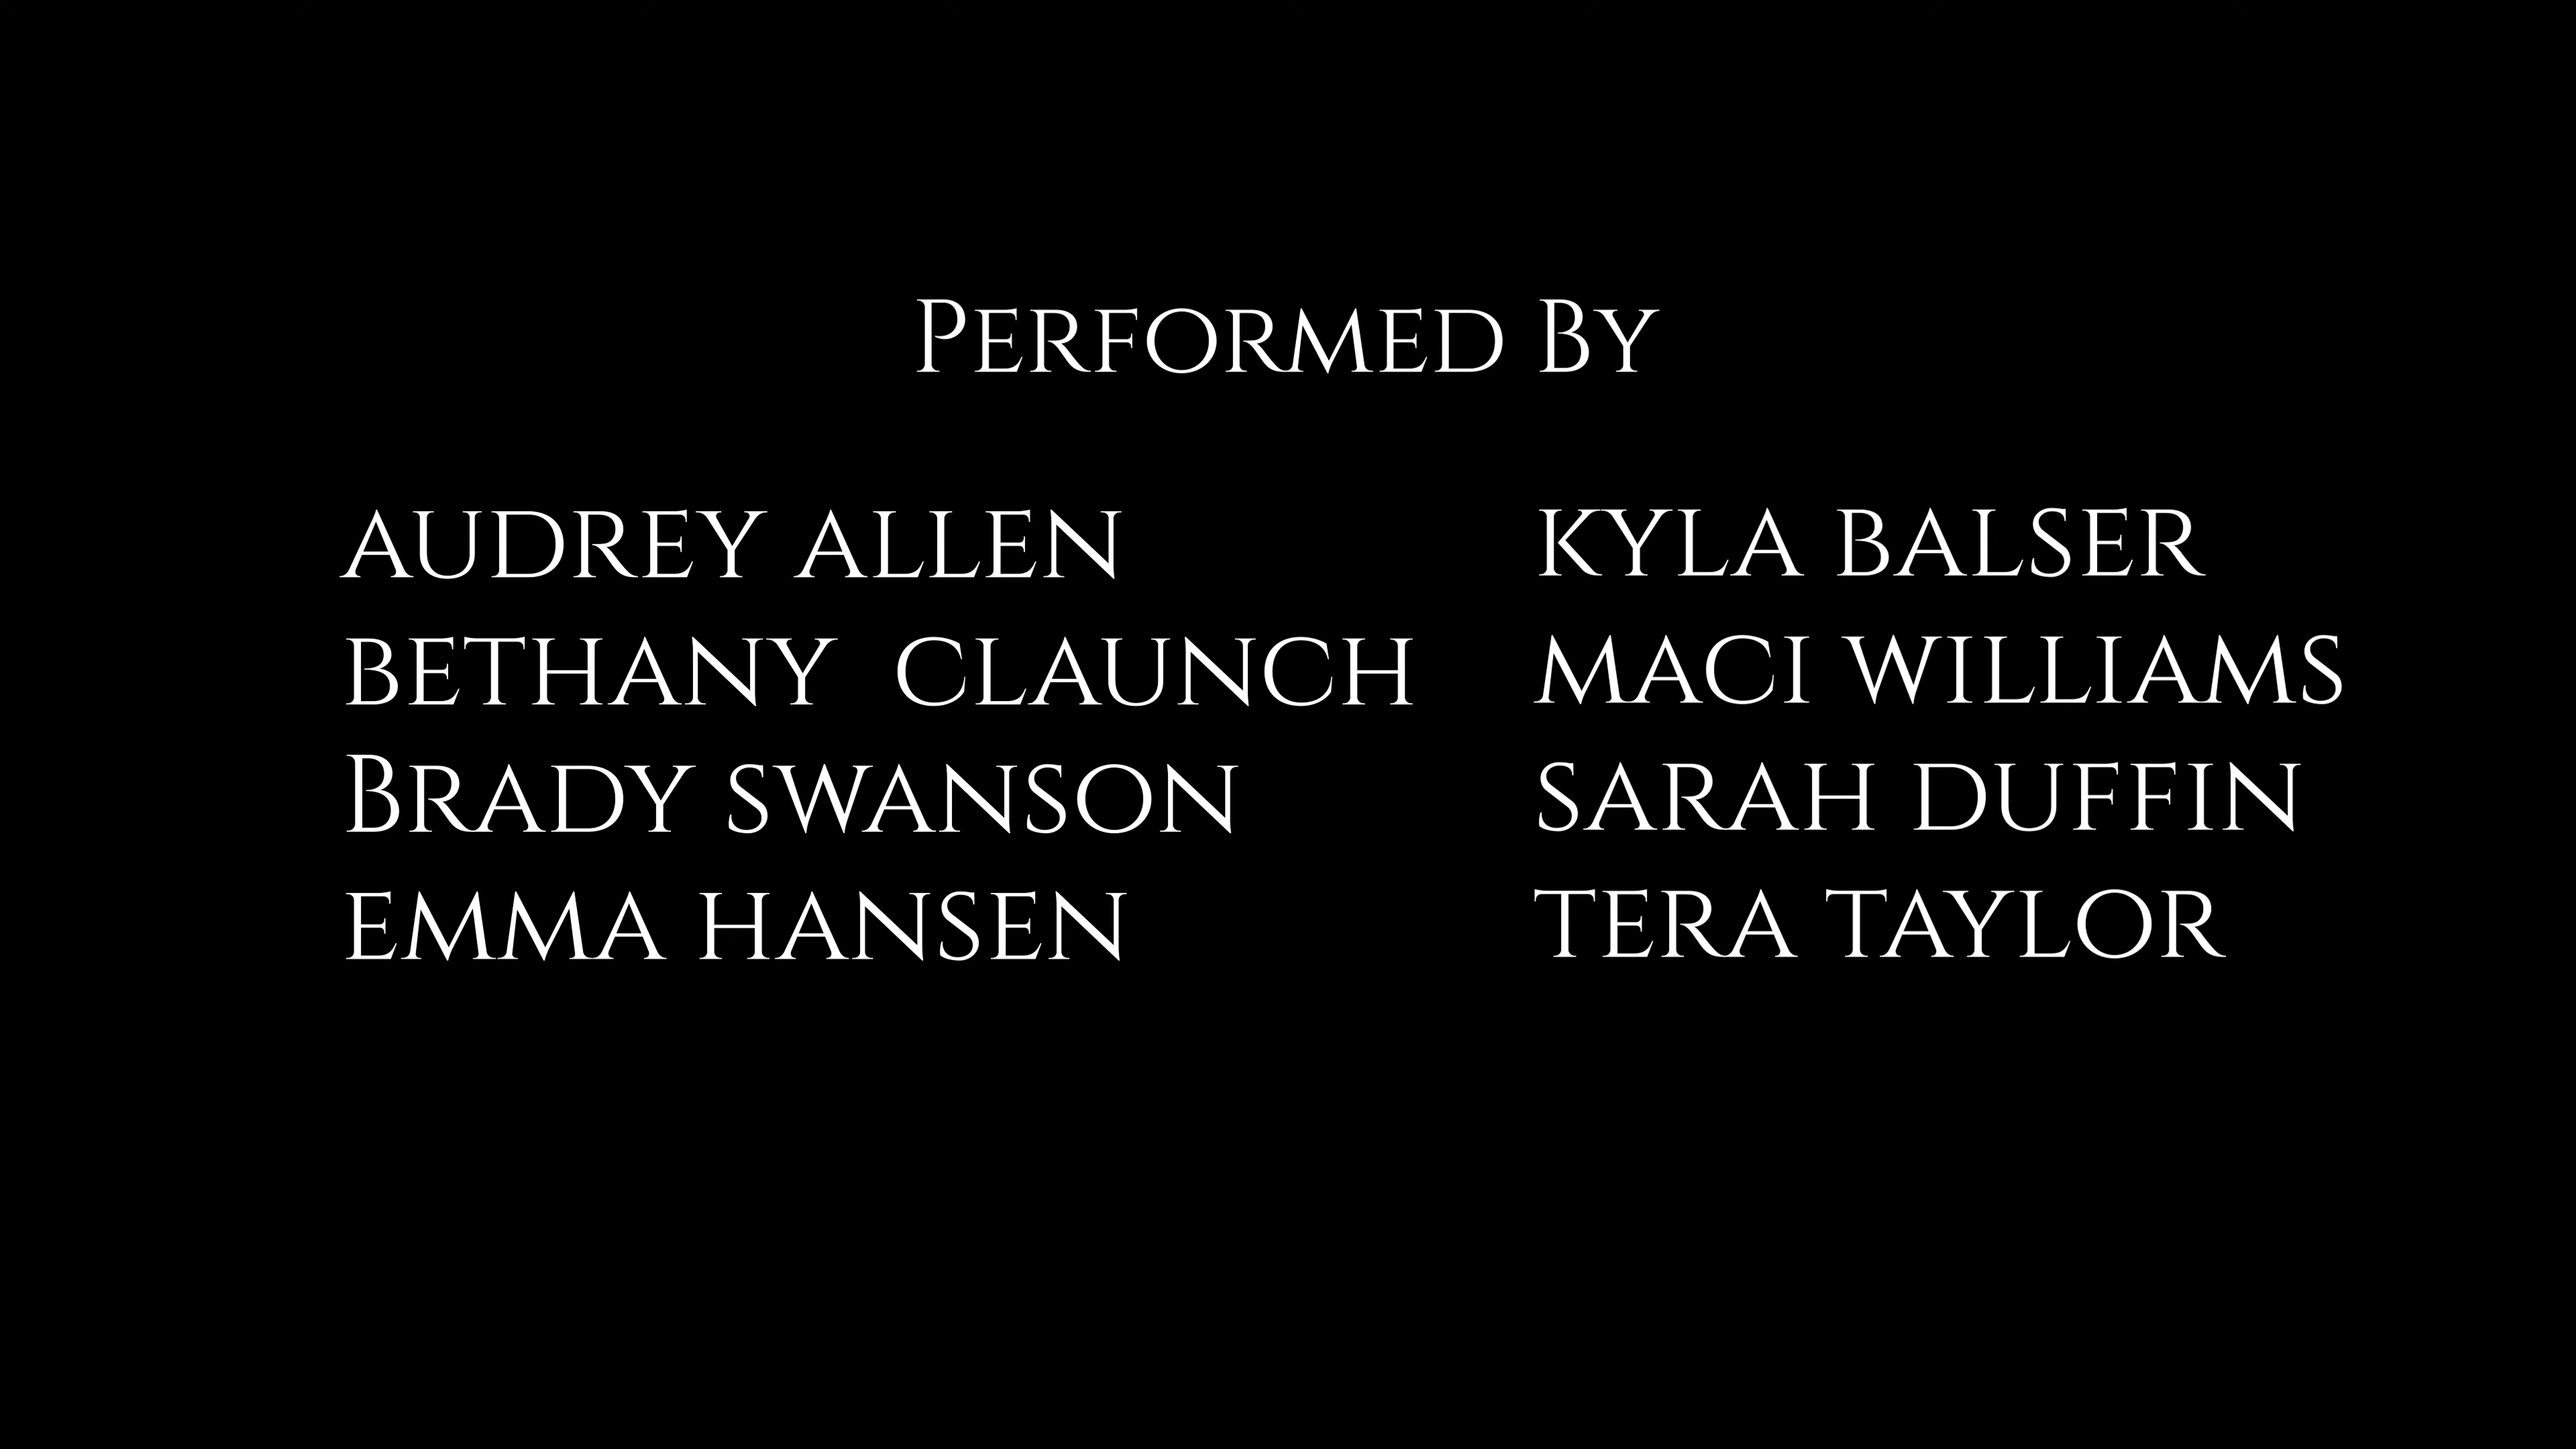 Performed By
audrey allen
bethany  claunch
Brady swanson
emma hansen
kyla balser
maci williams
sarah duffin
tera taylor